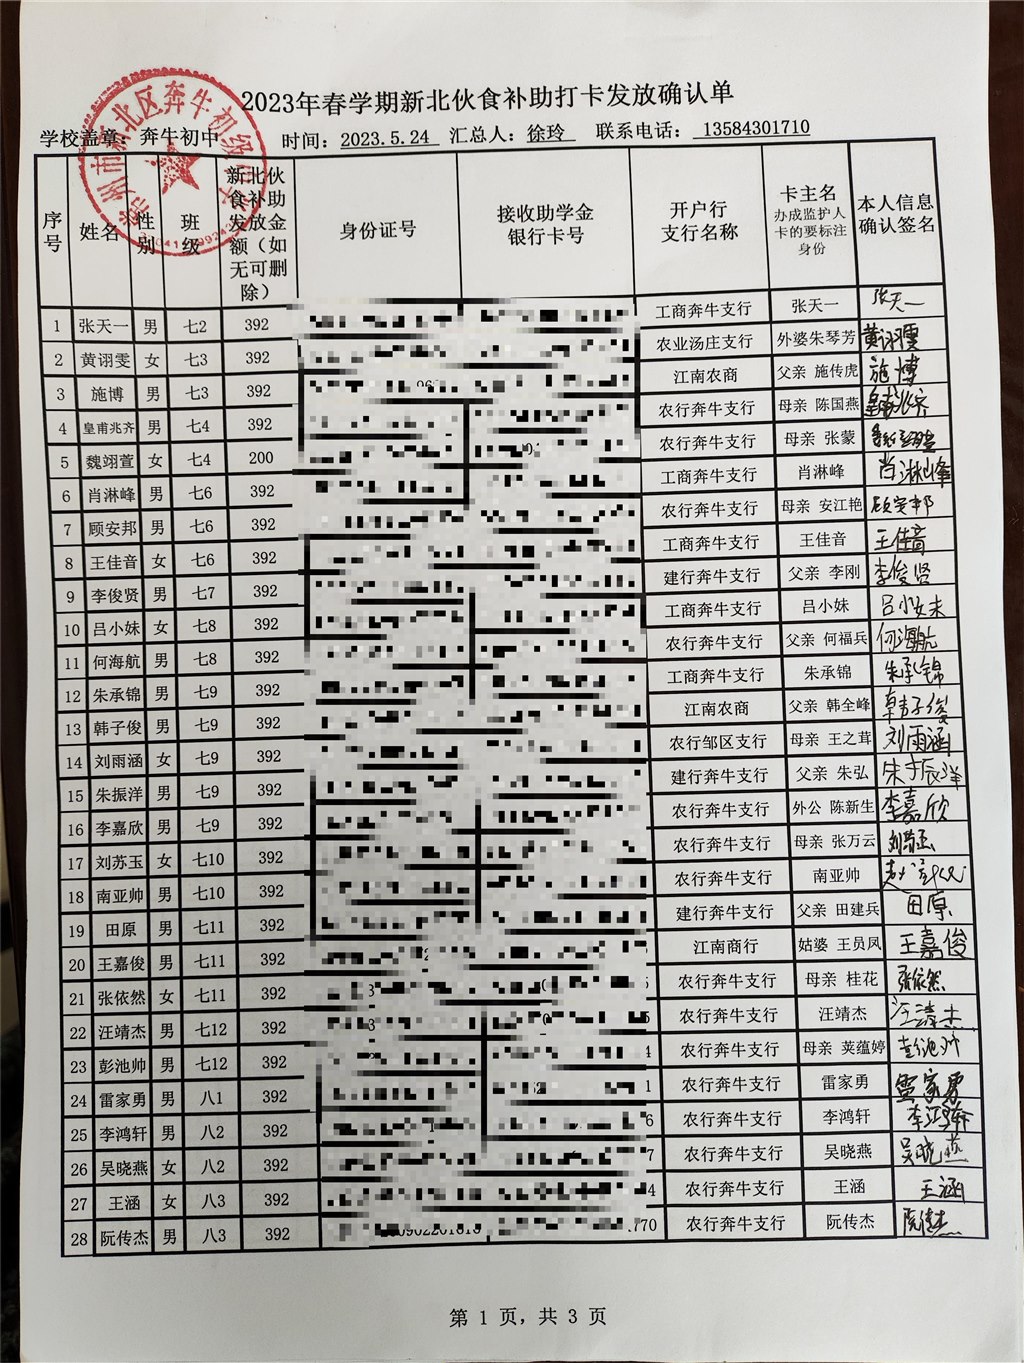 2023年春学期新北伙食补助打卡发放确认单
学校盖章：奔牛初中 时间：2023.5.24 汇总人：徐玲 联系电话：13584301710
序号 姓名 性别 班级 新北伙食补助发放金额（如无可删除） 身份证号 接收助学金银行卡号 开户行支行名称 卡主名办成监护人卡的要标注身份 本人信息确认签名
1 张天一 男 七2 392 工商奔牛支行 张天一 张天一
2 黄诩雯 女 七3 392 农业汤庄支行 外婆朱琴芳 黄诩雯
3 施博 男 七3 392 江南农商 父亲 施传虎 施博
4 皇甫兆齐 男 七4 392 农行奔牛支行 母亲 陈国燕 皇甫兆齐
5 魏翊萱 女 七4 200 农行奔牛支行 母亲 张蒙 魏翊萱
6 肖淋峰 男 七6 392 工商奔牛支行 肖淋峰 肖淋峰
7 顾安邦 男 七6 392 农行奔牛支行 母亲 安江艳 顾安邦
8 王佳音 女 七6 392 工商奔牛支行 王佳音 王佳音
9 李俊贤 男 七7 392 建行奔牛支行 父亲 李刚 李俊贤
10 吕小妹 女 七8 392 工商奔牛支行 吕小妹 吕小妹
11 何海航 男 七8 392 农行奔牛支行 父亲 何福兵 何海航
12 朱承锦 男 七9 392 工商奔牛支行 朱承锦 朱承锦
13 韩子俊 男 七9 392 江南农商 父亲 韩全峰 韩子俊
14 刘雨涵 女 七9 392 农行邹区支行 母亲 王之茸 刘雨涵
15 朱振洋 男 七9 392 建行奔牛支行 父亲 朱弘 朱振洋
16 李嘉欣 男 七9 392 农行奔牛支行 外公 陈新生 李嘉欣
17 刘苏玉 女 七10 392 农行奔牛支行 母亲 张万云
18 南亚帅 男 七10 392 农行奔牛支行 南亚帅
19 田原 男 七11 392 建行奔牛支行 父亲 田建兵 田原
20 王嘉俊 男 七11 392 江南商行 姑婆 王员凤 王嘉俊
21 张依然 女 七11 392 农行奔牛支行 母亲 桂花 张依然
22 汪靖杰 男 七12 392 农行奔牛支行 汪靖杰 汪靖杰
23 彭池帅 男 七12 392 农行奔牛支行 母亲 荚蕴婷 彭池帅
24 雷家勇 男 八1 392 农行奔牛支行 雷家勇 雷家勇
25 李鸿轩 男 八2 392 农行奔牛支行 李鸿轩 李鸿轩
26 吴晓燕 女 八2 392 农行奔牛支行 吴晓燕 吴晓燕
27 王涵 女 八3 392 农行奔牛支行 王涵 王涵
28 阮传杰 男 八3 392 770 农行奔牛支行 阮传杰 阮传杰
第 1 页，共 3 页